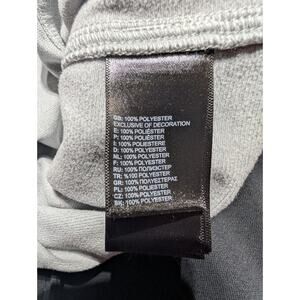 GB: 100% POLYESTER
EXCLUSIVE OF DECORATION
E: 100% POLIÉSTER
P: 100% POLIÉSTER
I: 100% POLIESTERE
D: 100% POLYESTER
NL: 100% POLYESTER
F: 100% POLYESTER
RU: 100% ПОЛИЭСТЕР
TR: %100 POLYESTER
GR: 100% ΠΟΛΥΕΣΤΕΡΑΣ
PL: 100% POLIESTER
CZ: 100% POLYESTER
SK: 100% POLYESTER